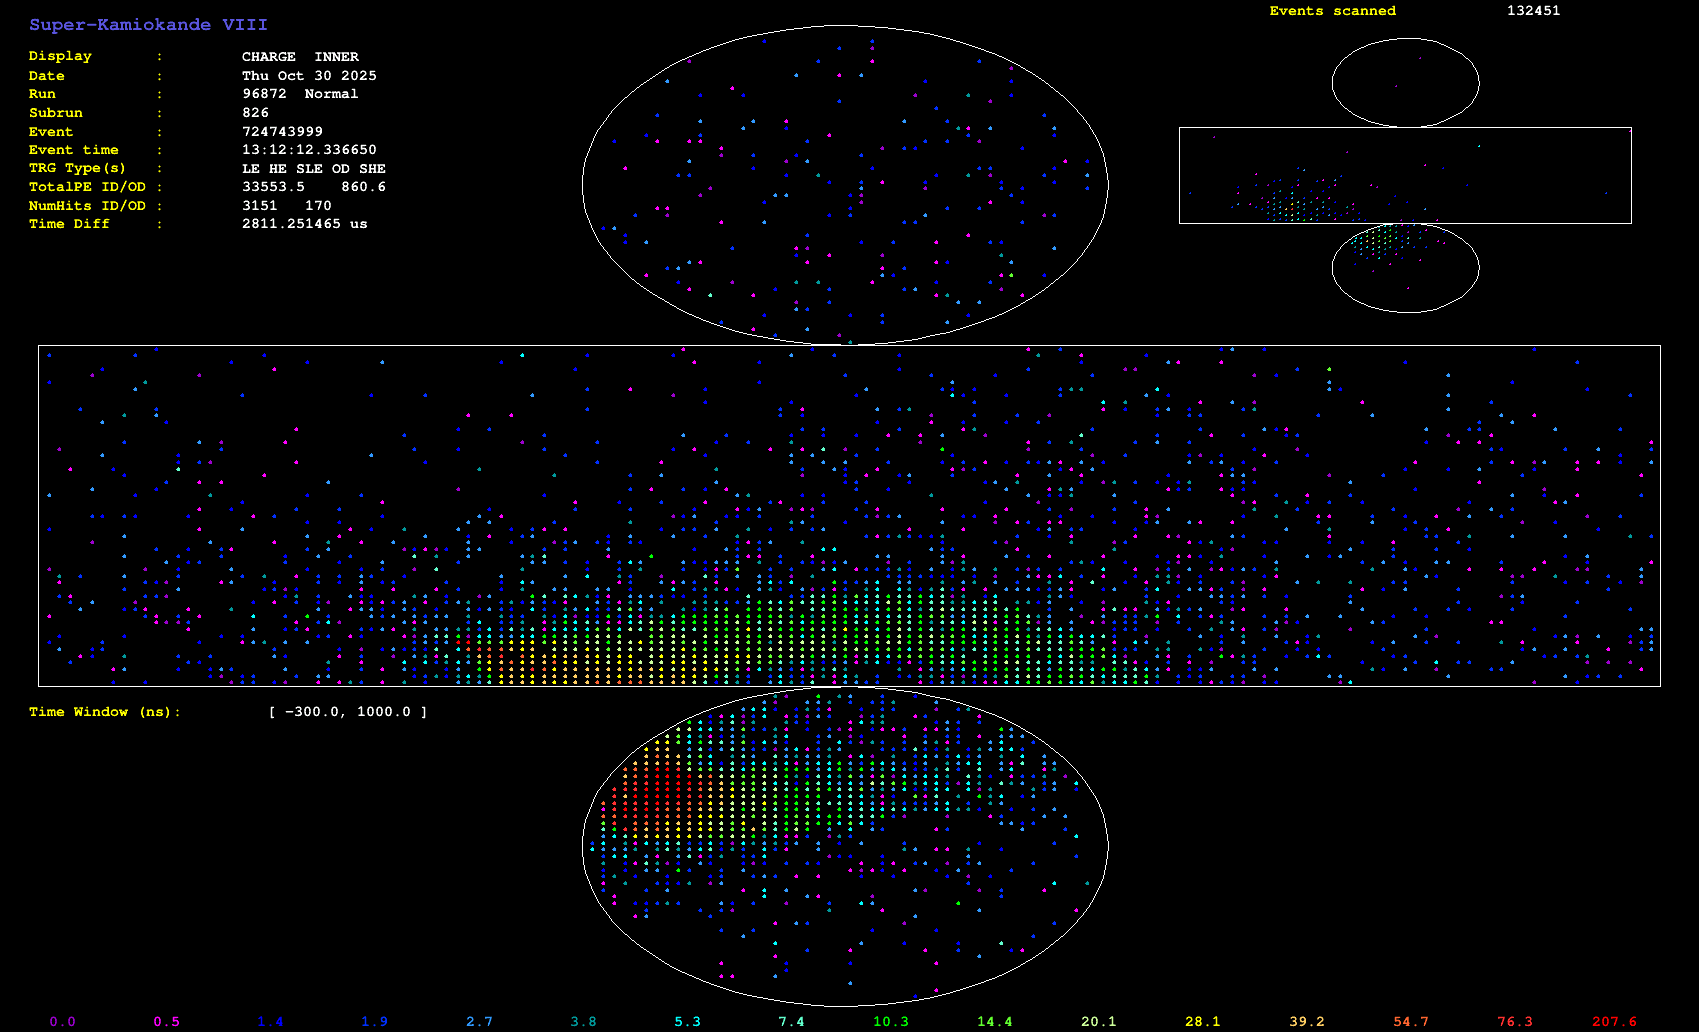 Super-Kamiokande VIII
Events scanned 132451
Display : CHARGE INNER
Date : Thu Oct 30 2025
Run : 96872 Normal
Subrun : 826
Event : 724743999
Event time : 13:12:12.336650
TRG Type(s) : LE HE SLE OD SHE
TotalPE ID/OD : 33553.5 860.6
NumHits ID/OD : 3151 170
Time Diff : 2811.251465 us
Time Window (ns): [ -300.0, 1000.0 ]
0.0 0.5 1.4 1.9 2.7 3.8 5.3 7.4 10.3 14.4 20.1 28.1 39.2 54.7 76.3 207.6